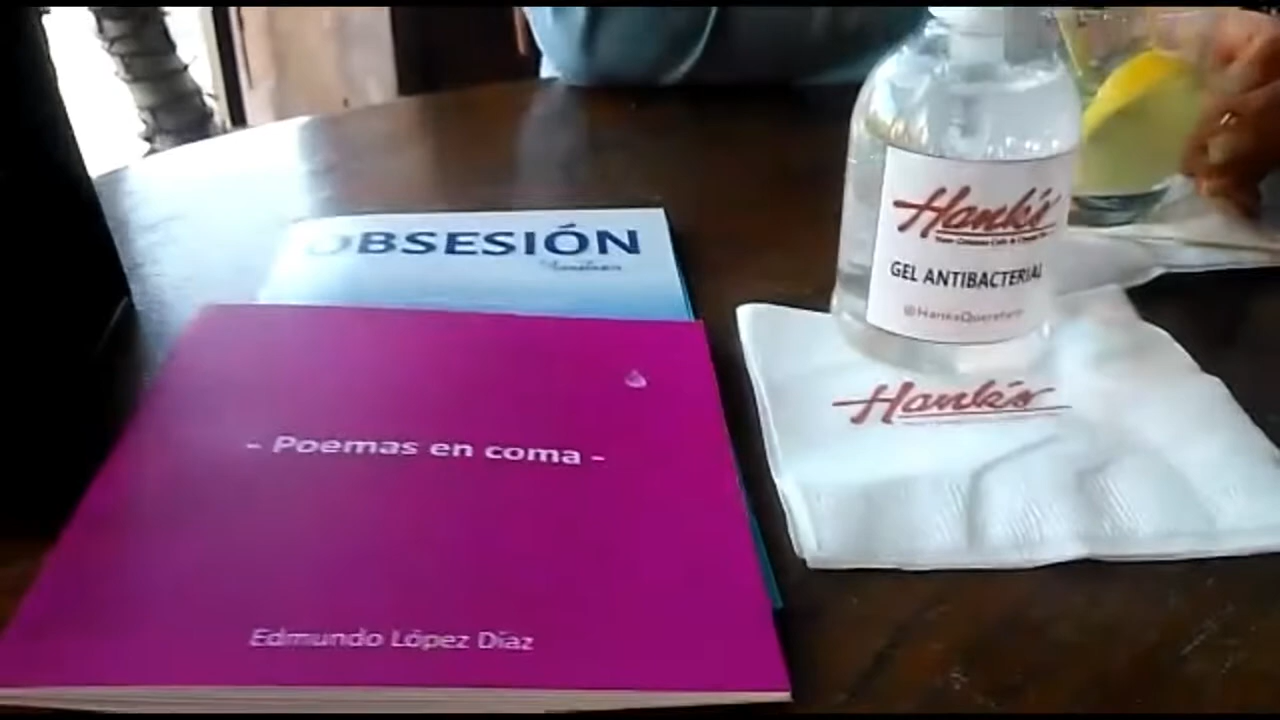 OBSESIÓN
- Poemas en coma -
Edmundo López Díaz
Hank's
GEL ANTIBACTERIAL
@HanksQueretaro
Hank's